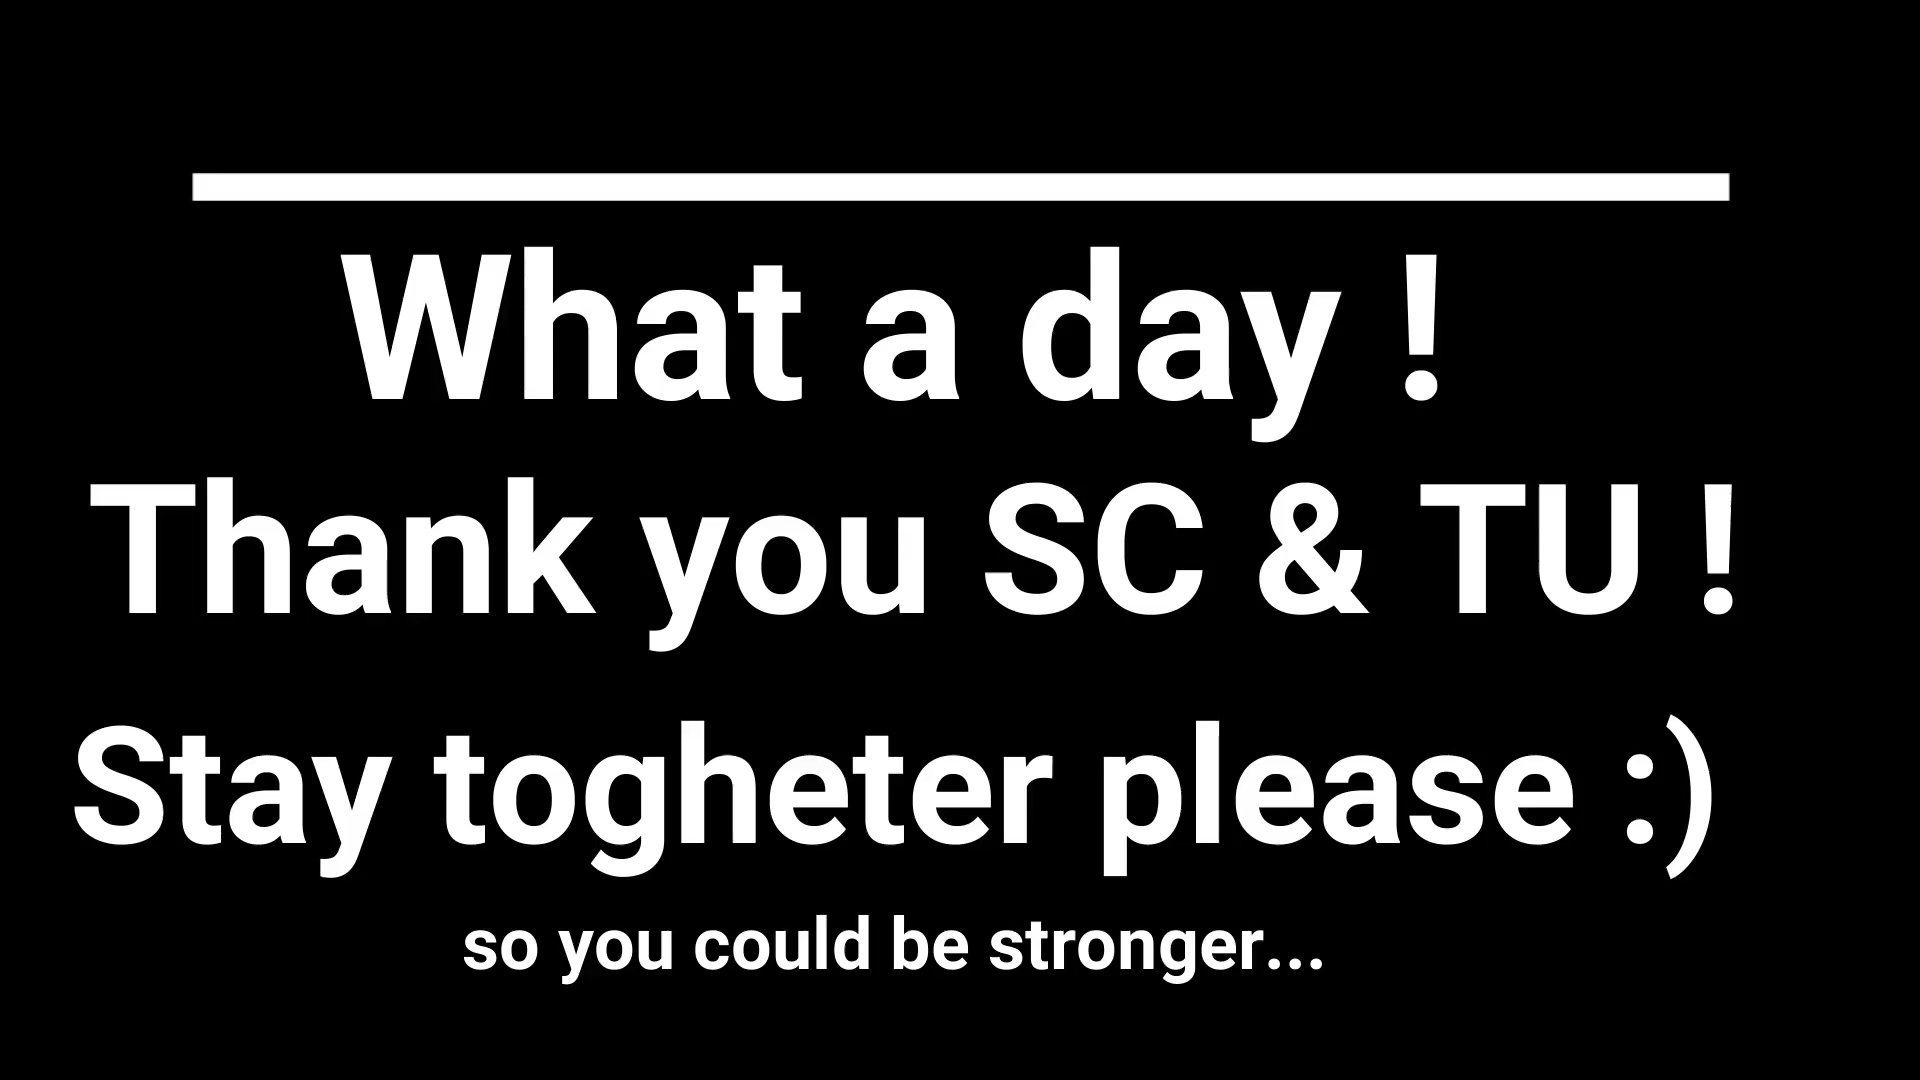 What a day !
Thank you SC & TU !
Stay togheter please :)
so you could be stronger...